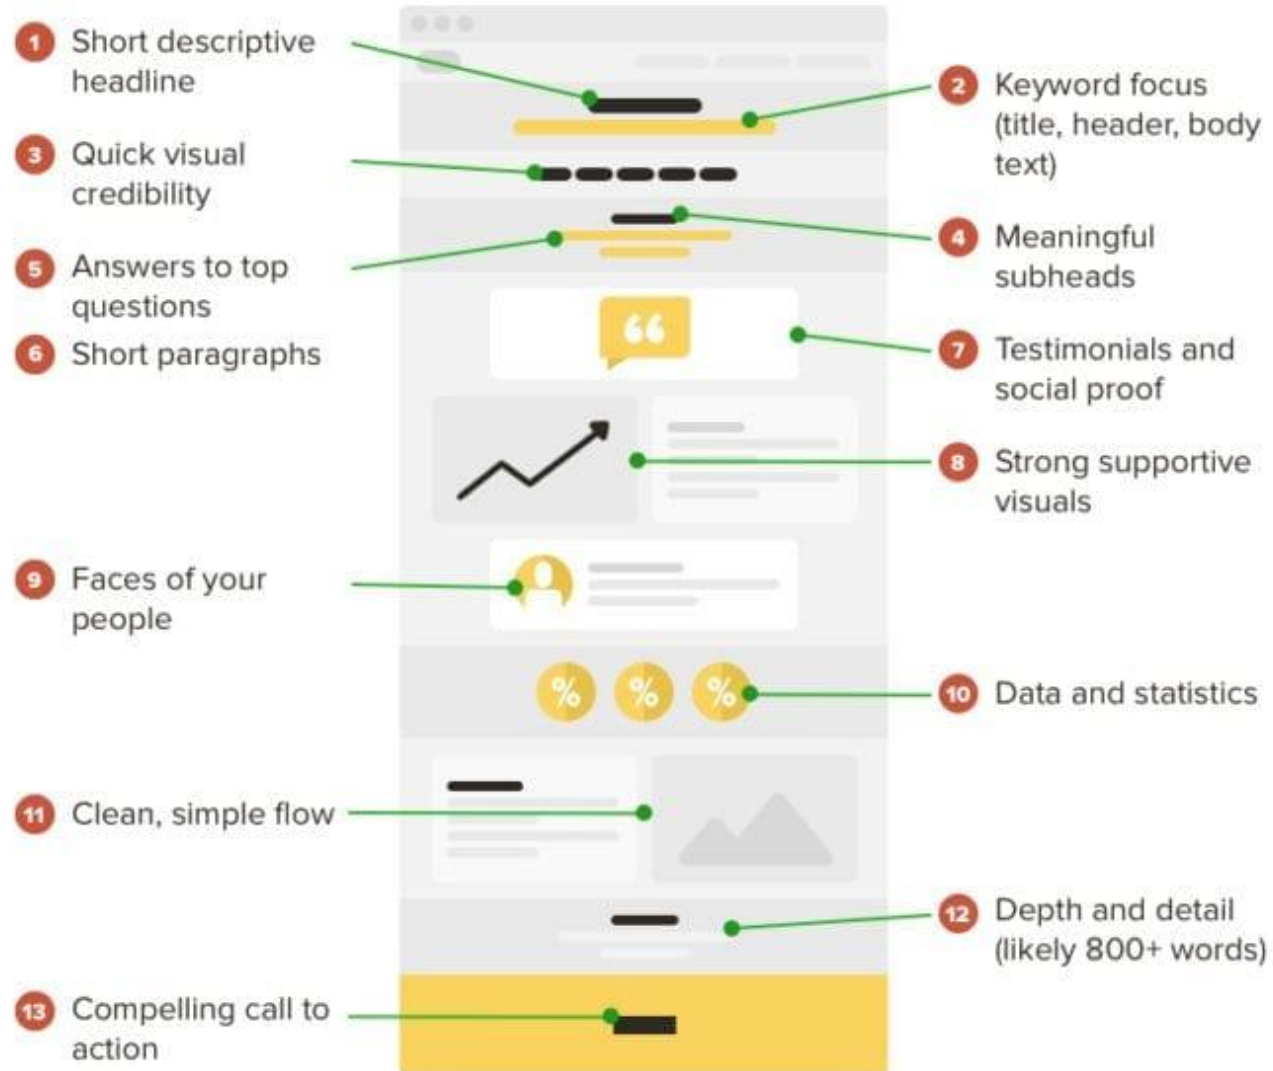 1 Short descriptive
headline
2 Keyword focus
(title, header, body
text)
3 Quick visual
credibility
4 Meaningful
subheads
5 Answers to top
questions
6 Short paragraphs
7 Testimonials and
social proof
8 Strong supportive
visuals
9 Faces of your
people
% % %
10 Data and statistics
11 Clean, simple flow
12 Depth and detail
(likely 800+ words)
13 Compelling call to
action